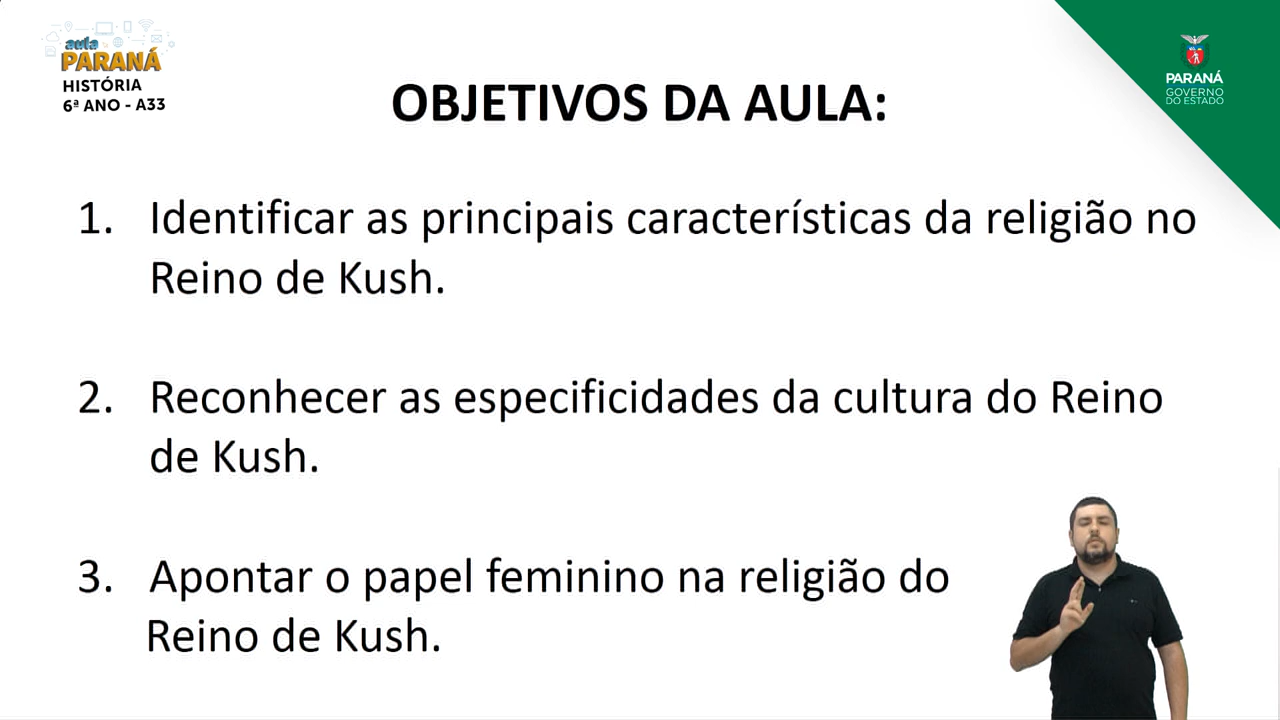 aula
PARANÁ
HISTÓRIA
6ª ANO - A33
PARANÁ
GOVERNO
DO ESTADO
OBJETIVOS DA AULA:
1. Identificar as principais características da religião no
Reino de Kush.
2. Reconhecer as especificidades da cultura do Reino
de Kush.
3. Apontar o papel feminino na religião do
Reino de Kush.